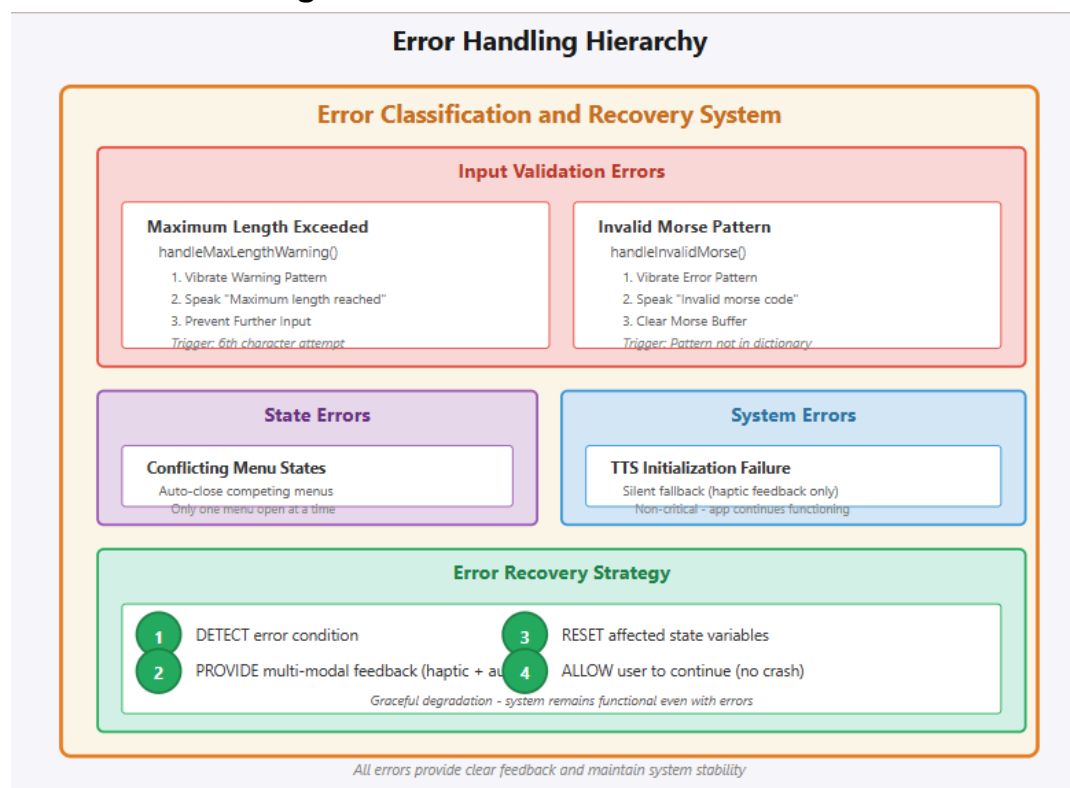 Error Handling Hierarchy
Error Classification and Recovery System
Input Validation Errors
Maximum Length Exceeded
handleMaxLengthWarning()
1. Vibrate Warning Pattern
2. Speak "Maximum length reached"
3. Prevent Further Input
Trigger: 6th character attempt
Invalid Morse Pattern
handleInvalidMorse()
1. Vibrate Error Pattern
2. Speak "Invalid morse code"
3. Clear Morse Buffer
Trigger: Pattern not in dictionary
State Errors
Conflicting Menu States
Auto-close competing menus
Only one menu open at a time
System Errors
TTS Initialization Failure
Silent fallback (haptic feedback only)
Non-critical - app continues functioning
Error Recovery Strategy
1 DETECT error condition
2 PROVIDE multi-modal feedback (haptic +
3 RESET affected state variables
4 ALLOW user to continue (no crash)
Graceful degradation - system remains functional even with errors
All errors provide clear feedback and maintain system stability